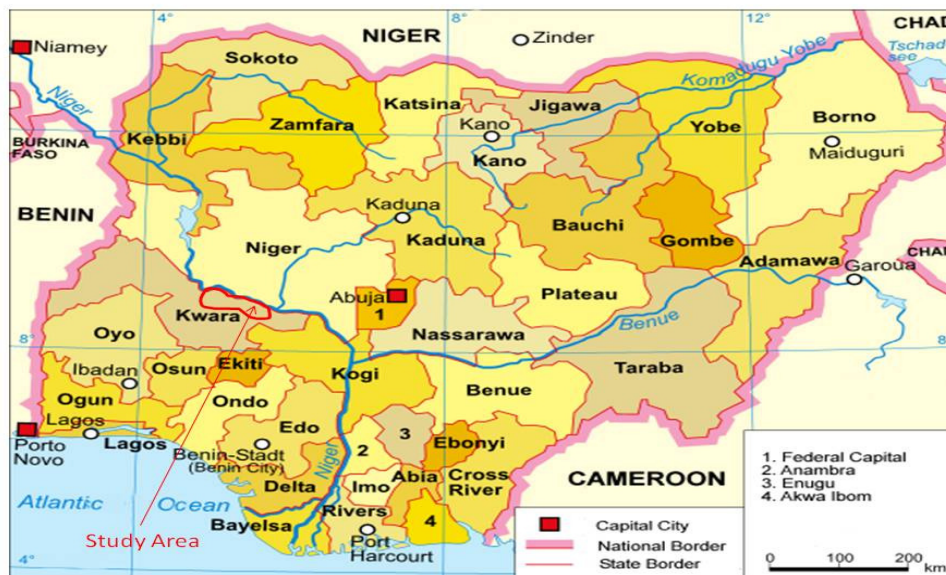 4°
8°
12°
NIGER
Zinder
CHAD
Tschad
see
Niamey
Niger
Sokoto
Katsina
Komadugu Yobe
Jigawa
Kano
Kano
Zamfara
Kebbi
Yobe
Borno
Maiduguri
BURKINA
FASO
BENIN
Kaduna
Kaduna
Niger
Bauchi
Gombe
Adamawa
CHAD
Garoua
Abuja
1
Plateau
Nassarawa
Benue
Kwara
Oyo
8°
8°
Ekiti
Osun
Kogi
Taraba
Ibadan
Benue
Ondo
Ogun
Lagos
Lagos
Edo
Benin-Stadt
(Benin City)
Niger
2
3
Ebonyi
Porto
Novo
Delta
Imo
Abia
Cross
River
CAMEROON
Atlantic
Ocean
Bayelsa
Rivers
4
Port
Harcourt
Study Area
4°
4°
8°
12°
1. Federal Capital
2. Anambra
3. Enugu
4. Akwa Ibom
Capital City
National Border
State Border
0 100 200
km